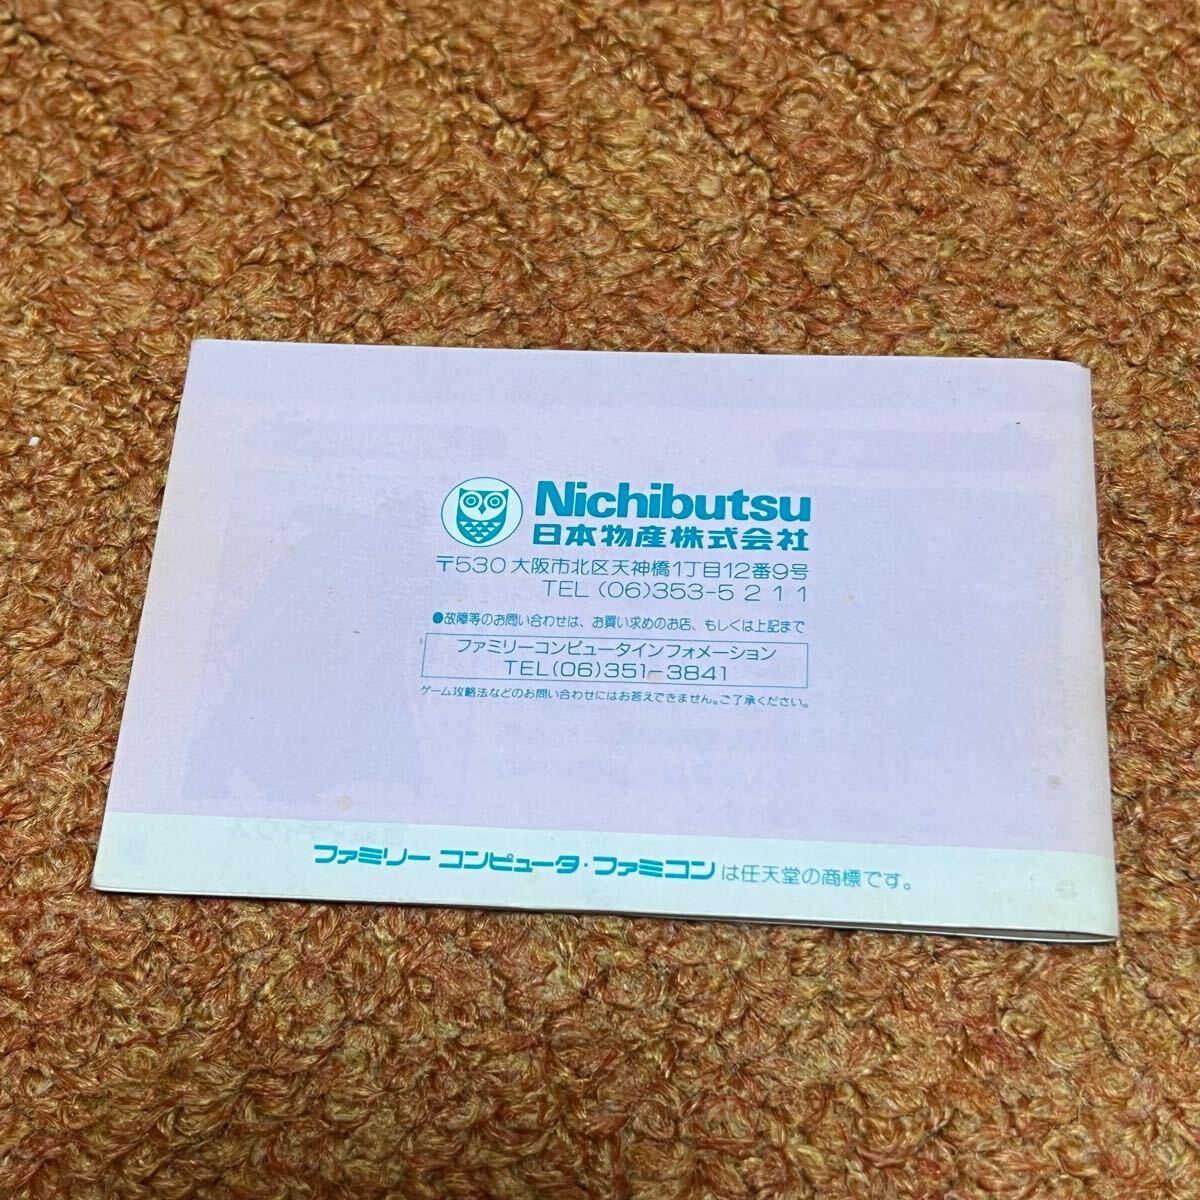 Nichibutsu
日本物産株式会社
〒530 大阪市北区天神橋1丁目12番9号
TEL (06)353-5211
●故障等のお問い合わせは、お買い求めのお店、もしくは上記まで
ファミリーコンピュータインフォメーション
TEL(06)351-3841
ゲーム攻略法などのお問い合わせにはお答えできません。ご了承ください。
ファミリー コンピュータ・ファミコンは任天堂の商標です。